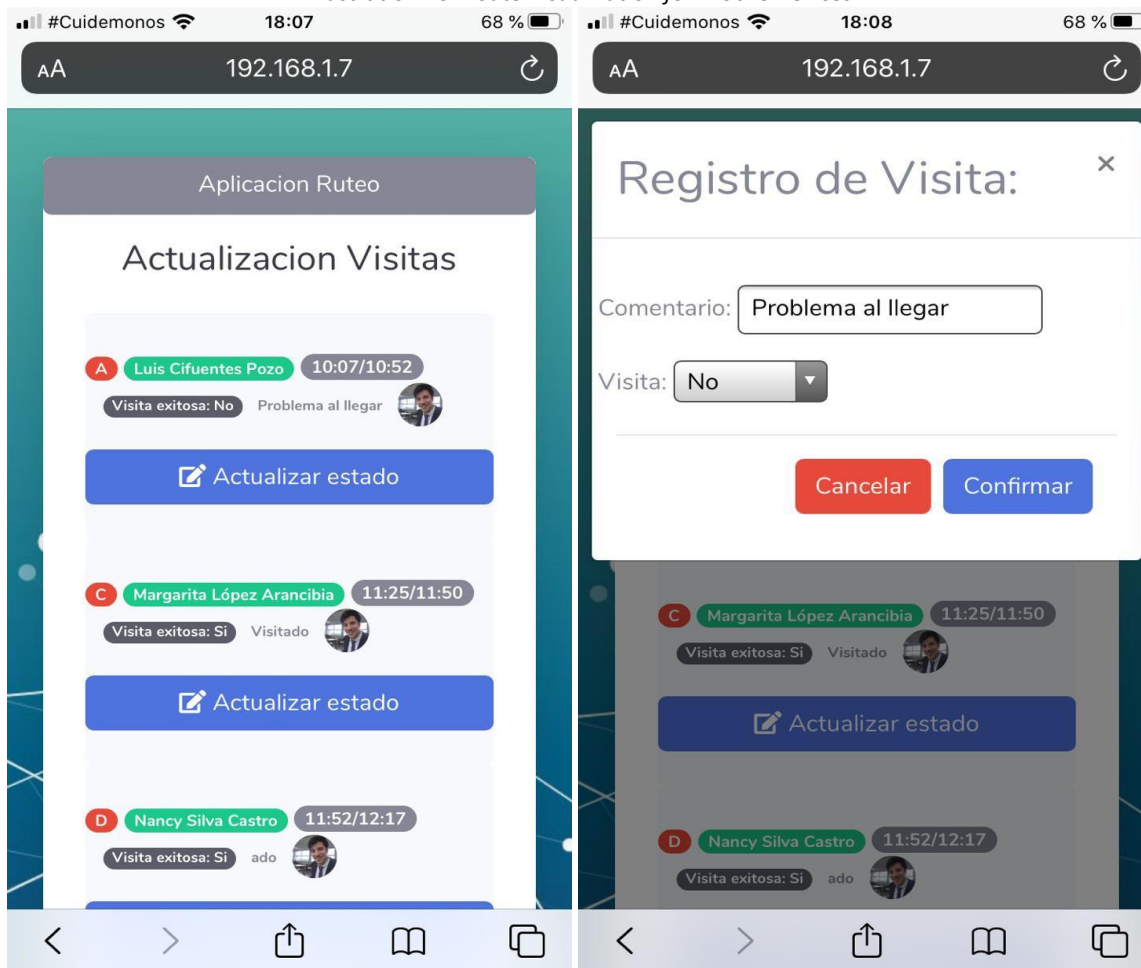 #Cuidemonos 18:07 68 %
AA 192.168.1.7
Aplicacion Ruteo
Actualizacion Visitas
A Luis Cifuentes Pozo 10:07/10:52
Visita exitosa: No Problema al llegar
Actualizar estado
C Margarita López Arancibia 11:25/11:50
Visita exitosa: Si Visitado
Actualizar estado
D Nancy Silva Castro 11:52/12:17
Visita exitosa: Si ado
#Cuidemonos 18:08 68 %
AA 192.168.1.7
Registro de Visita: ×
Comentario: Problema al llegar
Visita: No
Cancelar Confirmar
C Margarita López Arancibia 11:25/11:50
Visita exitosa: Si Visitado
Actualizar estado
D Nancy Silva Castro 11:52/12:17
Visita exitosa: Si ado